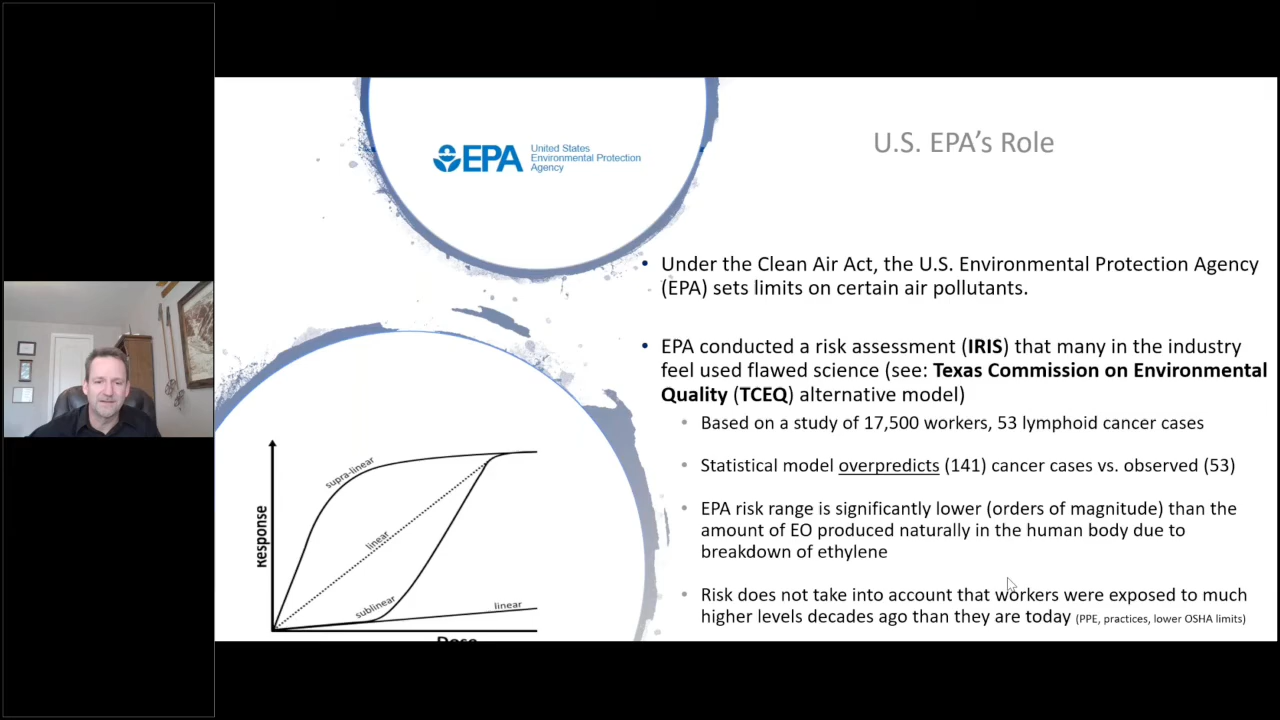 U.S. EPA's Role
EPA
United States
Environmental Protection
Agency
• Under the Clean Air Act, the U.S. Environmental Protection Agency
(EPA) sets limits on certain air pollutants.
• EPA conducted a risk assessment (IRIS) that many in the industry
feel used flawed science (see: Texas Commission on Environmental
Quality (TCEQ) alternative model)
• Based on a study of 17,500 workers, 53 lymphoid cancer cases
• Statistical model overpredicts (141) cancer cases vs. observed (53)
• EPA risk range is significantly lower (orders of magnitude) than the
amount of EO produced naturally in the human body due to
breakdown of ethylene
• Risk does not take into account that workers were exposed to much
higher levels decades ago than they are today (PPE, practices, lower OSHA limits)
Response
supra-linear
linear
sublinear
linear
Dose